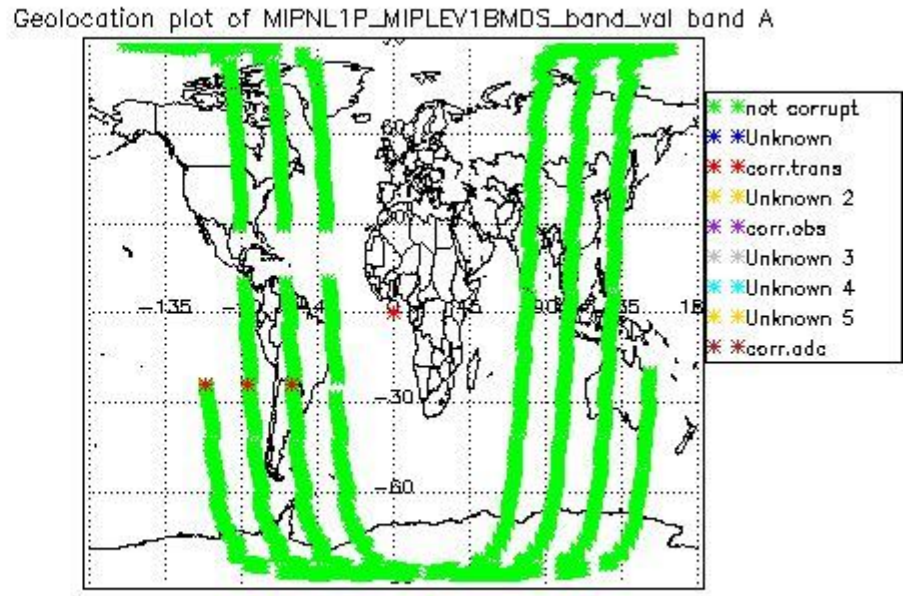 Geolocation plot of MIPNL1P_MIPLEV1BMDS_band_val band A
not corrupt
Unknown
corr.trans
Unknown 2
corr.obs
Unknown 3
Unknown 4
Unknown 5
corr.adc
-135
-30
-60